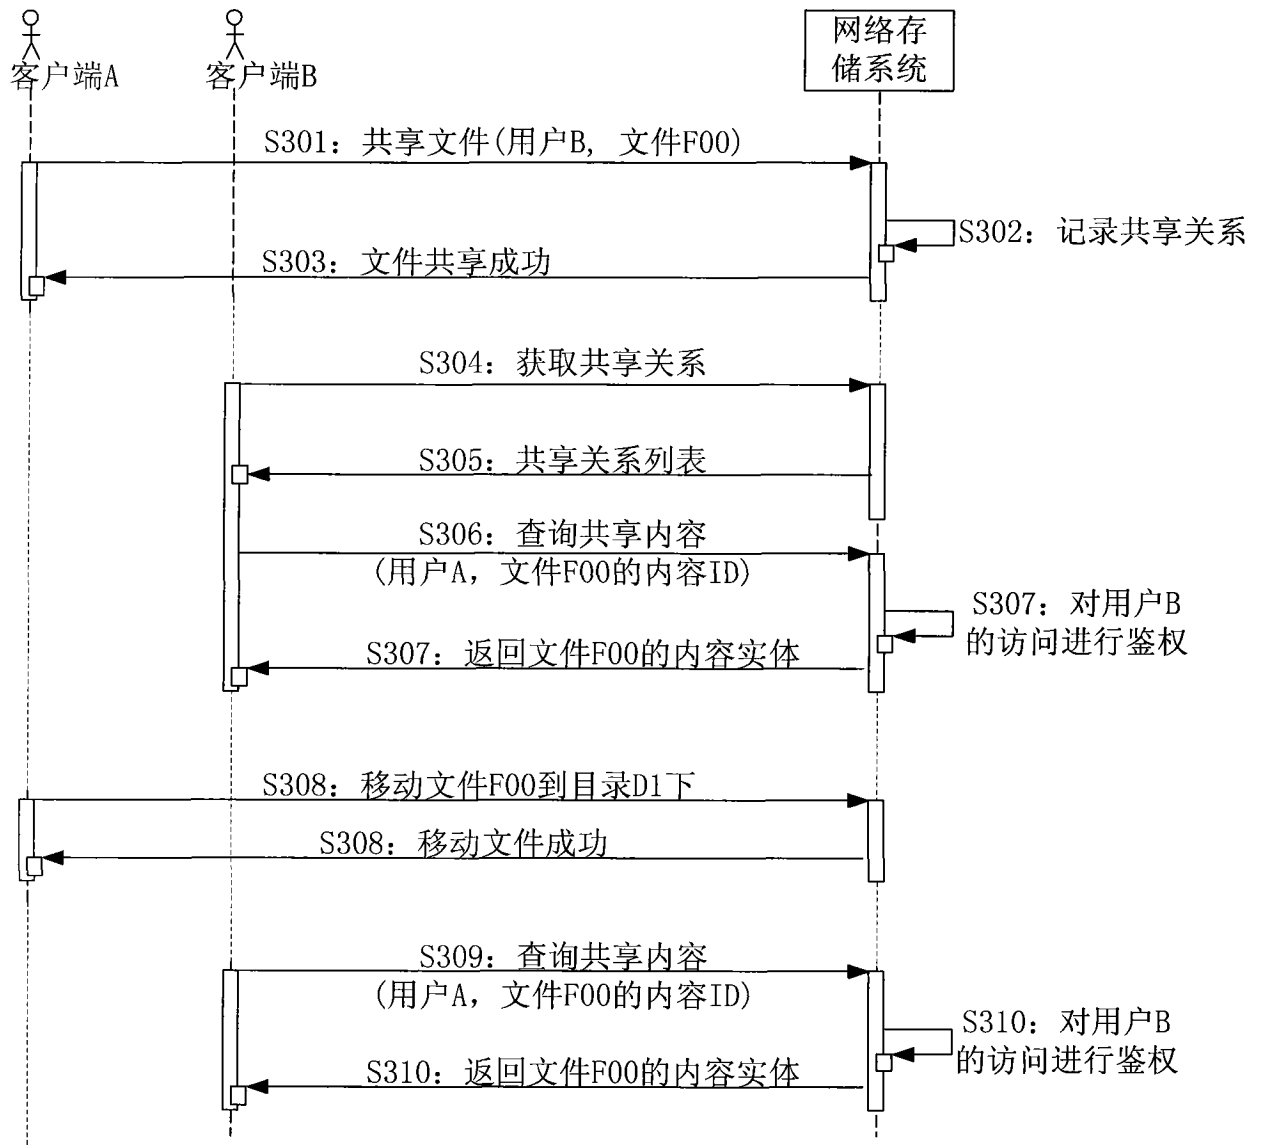 客户端A
客户端B
网络存
储系统
S301：共享文件(用户B, 文件F00)
S302：记录共享关系
S303：文件共享成功
S304：获取共享关系
S305：共享关系列表
S306：查询共享内容
(用户A，文件F00的内容ID)
S307：对用户B
的访问进行鉴权
S307：返回文件F00的内容实体
S308：移动文件F00到目录D1下
S308：移动文件成功
S309：查询共享内容
(用户A，文件F00的内容ID)
S310：对用户B
的访问进行鉴权
S310：返回文件F00的内容实体